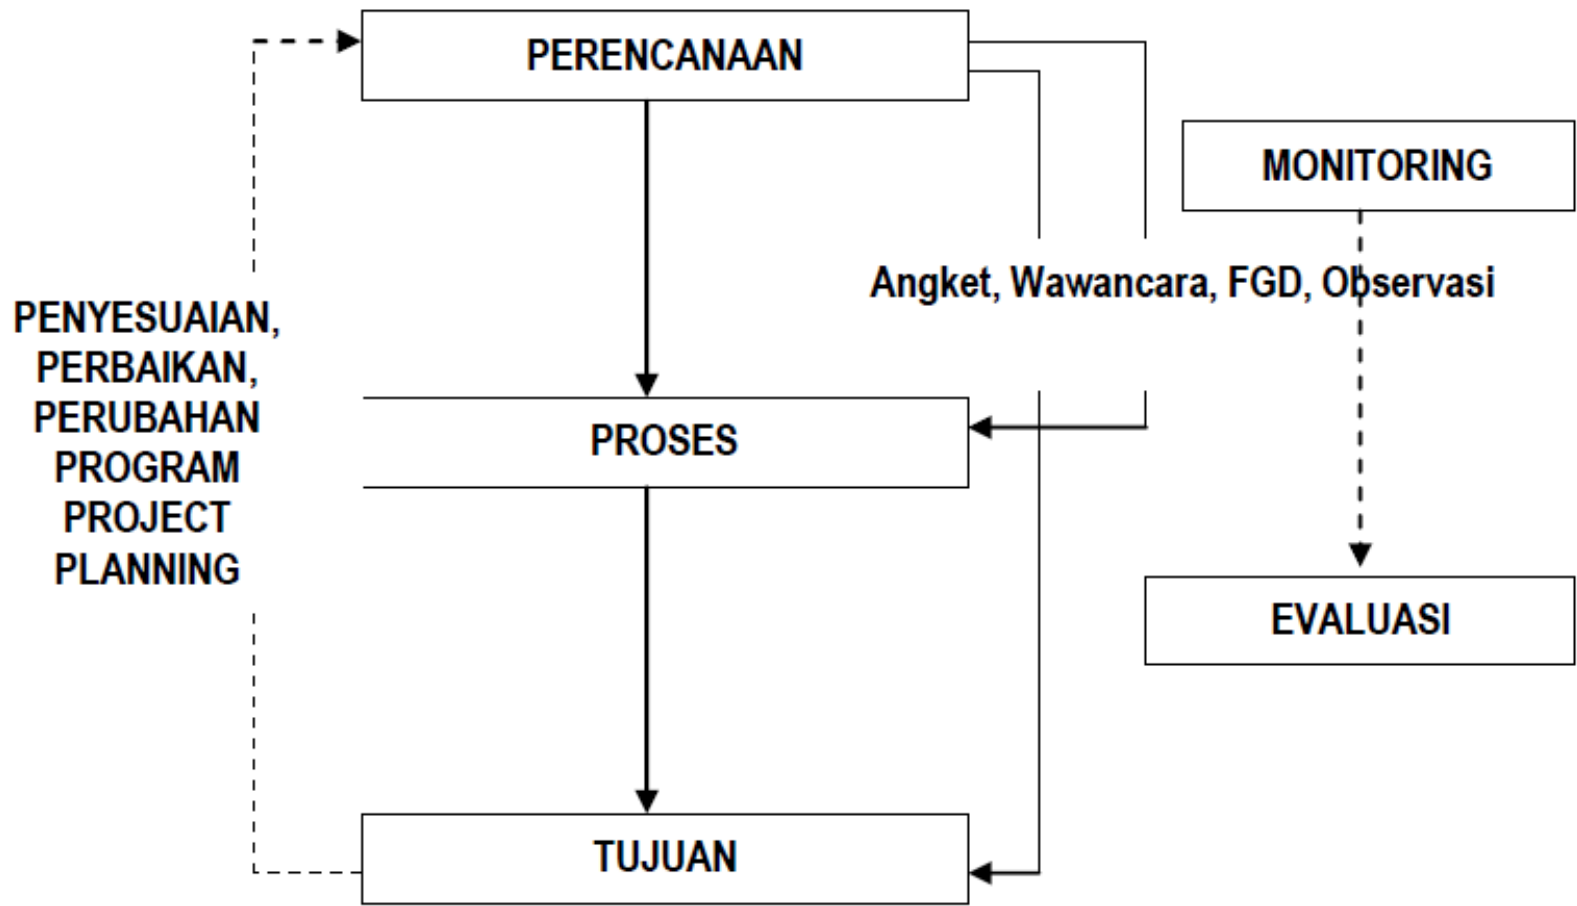 PERENCANAAN
MONITORING
Angket, Wawancara, FGD, Observasi
PENYESUAIAN,
PERBAIKAN,
PERUBAHAN
PROGRAM
PROJECT
PLANNING
PROSES
EVALUASI
TUJUAN